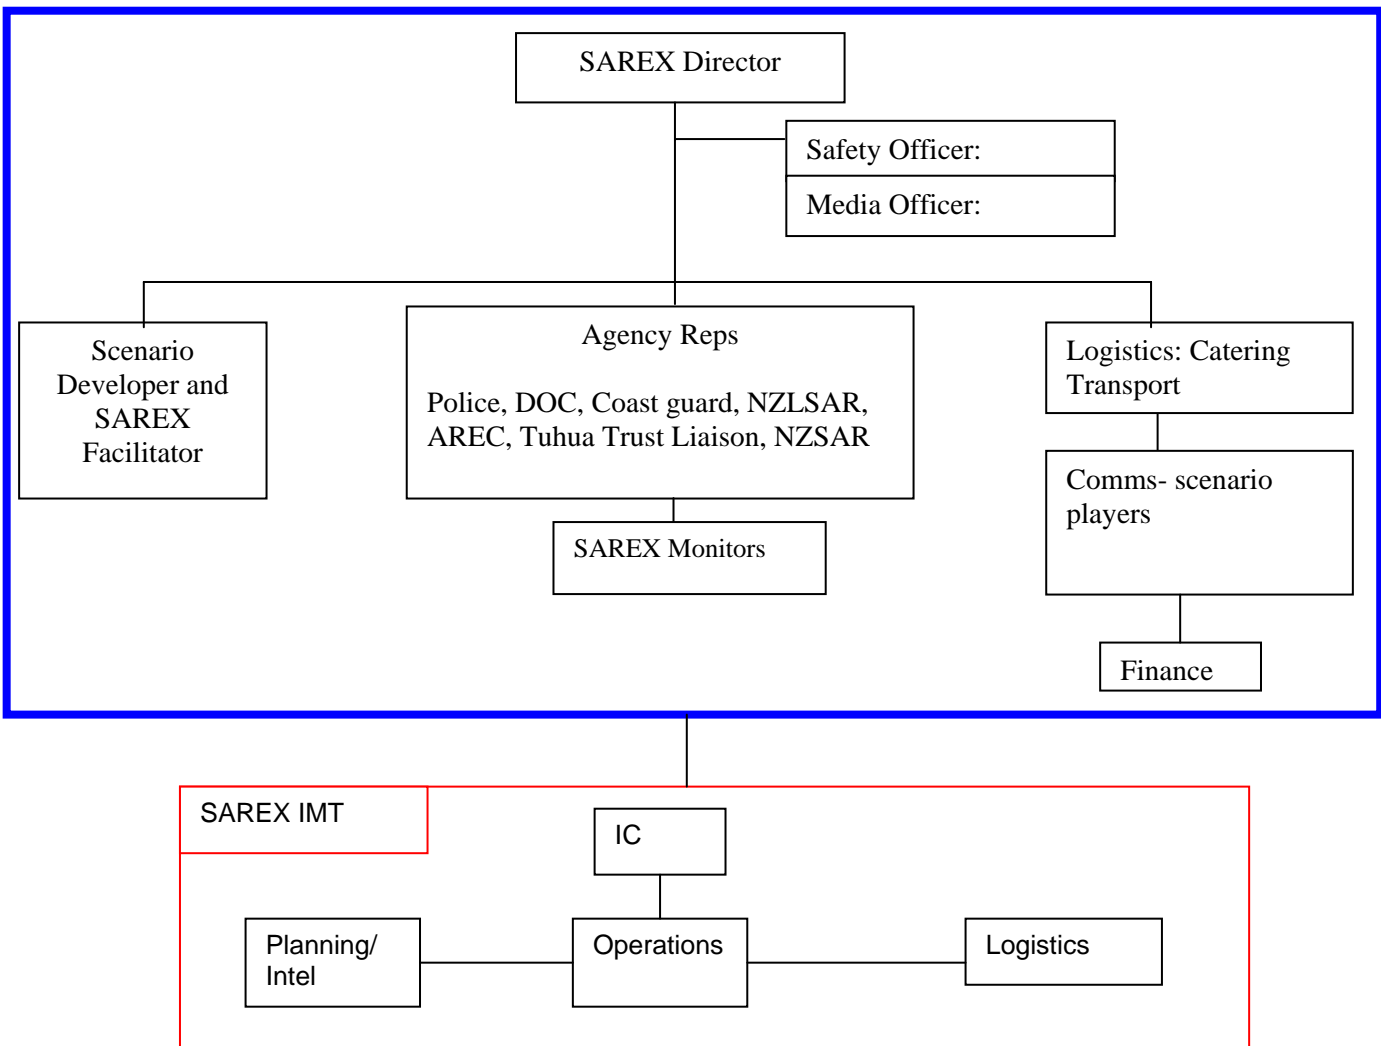 SAREX Director
Safety Officer:
Media Officer:
Scenario
Developer and
SAREX
Facilitator
Agency Reps
Police, DOC, Coast guard, NZLSAR,
AREC, Tuhua Trust Liaison, NZSAR
Logistics: Catering
Transport
Comms- scenario
players
SAREX Monitors
Finance
SAREX IMT
IC
Planning/
Intel
Operations
Logistics